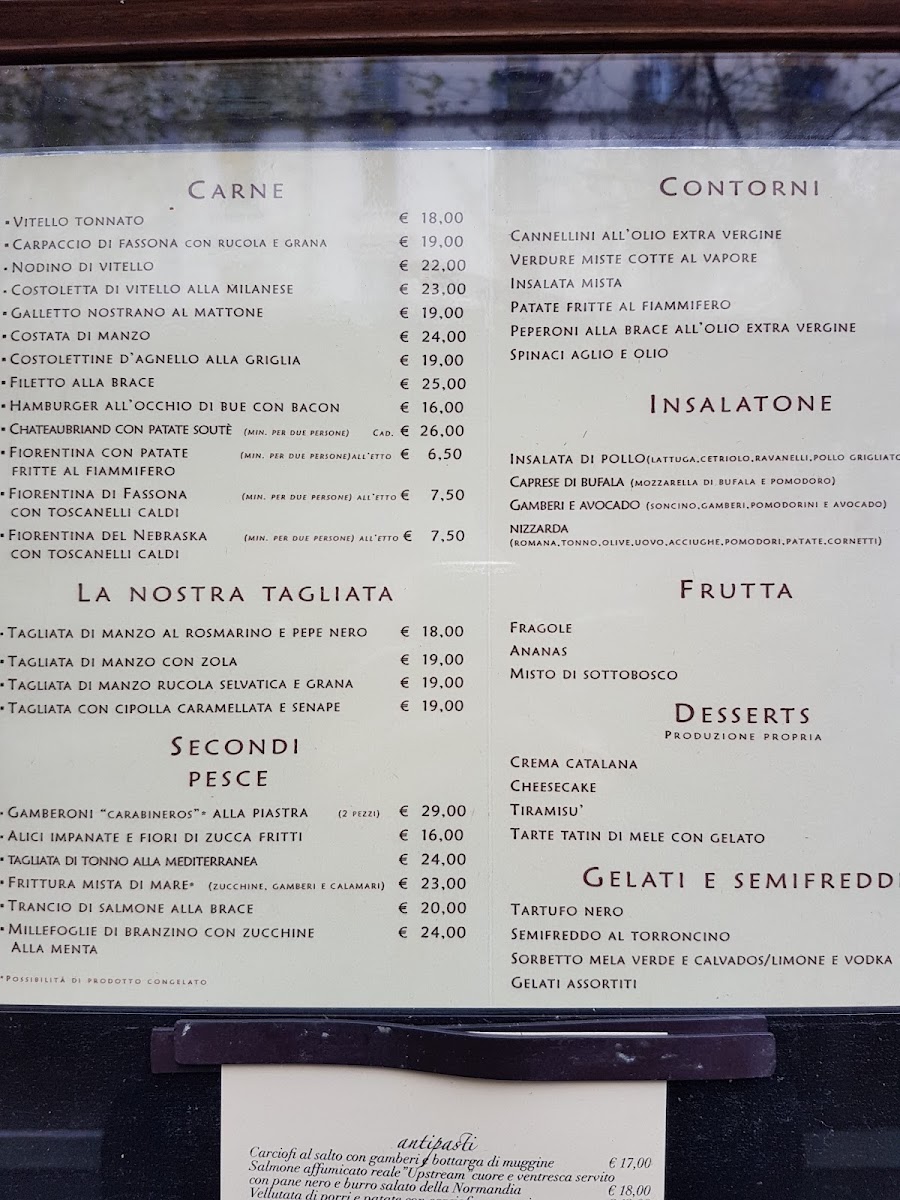 Carne
• Vitello tonnato € 18,00
• Carpaccio di fassona con rucola e grana € 19,00
• Nodino di vitello € 22,00
• Costoletta di vitello alla milanese € 23,00
• Galletto nostrano al mattone € 19,00
• Costata di manzo € 24,00
• Costolettine d'agnello alla griglia € 19,00
• Filetto alla brace € 25,00
• Hamburger all'occhio di bue con bacon € 16,00
• Chateaubriand con patate soutè (min. per due persone) cad. € 26,00
• Fiorentina con patate (min. per due persone) all'etto € 6,50
fritte al fiammifero
• Fiorentina di Fassona (min. per due persone) all'etto € 7,50
con toscanelli caldi
• Fiorentina del Nebraska (min. per due persone) all'etto € 7,50
con toscanelli caldi
La nostra tagliata
• Tagliata di manzo al rosmarino e pepe nero € 18,00
• Tagliata di manzo con zola € 19,00
• Tagliata di manzo rucola selvatica e grana € 19,00
• Tagliata con cipolla caramellata e senape € 19,00
Secondi
pesce
• Gamberoni "carabineros"* alla piastra (2 pezzi) € 29,00
• Alici impanate e fiori di zucca fritti € 16,00
• tagliata di tonno alla mediterranea € 24,00
• Frittura mista di mare* (zucchine, gamberi e calamari) € 23,00
• Trancio di salmone alla brace € 20,00
• Millefoglie di branzino con zucchine € 24,00
alla menta
*Possibilità di prodotto congelato
Contorni
Cannellini all'olio extra vergine
Verdure miste cotte al vapore
Insalata mista
Patate fritte al fiammifero
Peperoni alla brace all'olio extra vergine
Spinaci aglio e olio
Insalatone
Insalata di pollo(lattuga,cetriolo,ravanelli,pollo grigliato
Caprese di bufala (mozzarella di bufala e pomodoro)
Gamberi e avocado (soncino,gamberi,pomodorini e avocado)
nizzarda
(romana,tonno,olive,uovo,acciughe,pomodori,patate,cornetti)
Frutta
Fragole
Ananas
Misto di sottobosco
Desserts
Produzione propria
Crema catalana
Cheesecake
Tiramisu'
Tarte tatin di mele con gelato
Gelati e semifredd
Tartufo nero
Semifreddo al torroncino
Sorbetto mela verde e calvados/limone e vodka
Gelati assortiti
antipasti
Carciofi al salto con gamberi e bottarga di muggine € 17,00
Salmone affumicato reale "Upstream" cuore e ventresca servito
con pane nero e burro salato della Normandia € 18,00
Vellutata di porri e patate con